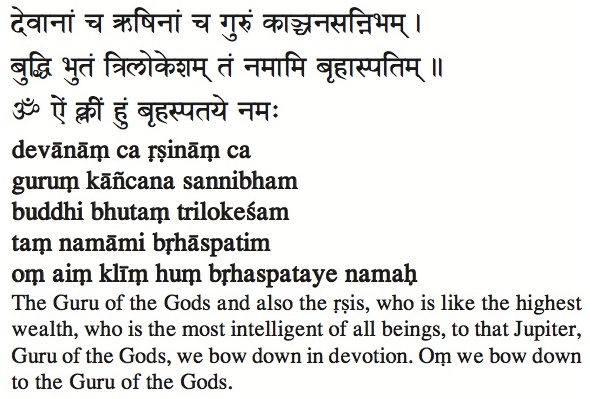 देवानां च ऋषिनां च गुरुं काञ्चनसन्निभम् ।
बुद्धि भुतं त्रिलोकेशम् तं नमामि बृहास्पतिम् ॥
ॐ ऐं क्लीं हुं बृहस्पतये नमः
devānāṃ ca ṛṣināṃ ca
guruṃ kāñcana sannibham
buddhi bhutaṃ trilokeśam
taṃ namāmi bṛhāspatim
oṃ aiṃ klīṃ huṃ bṛhaspataye namaḥ
The Guru of the Gods and also the ṛṣis, who is like the highest
wealth, who is the most intelligent of all beings, to that Jupiter,
Guru of the Gods, we bow down in devotion. Oṃ we bow down
to the Guru of the Gods.